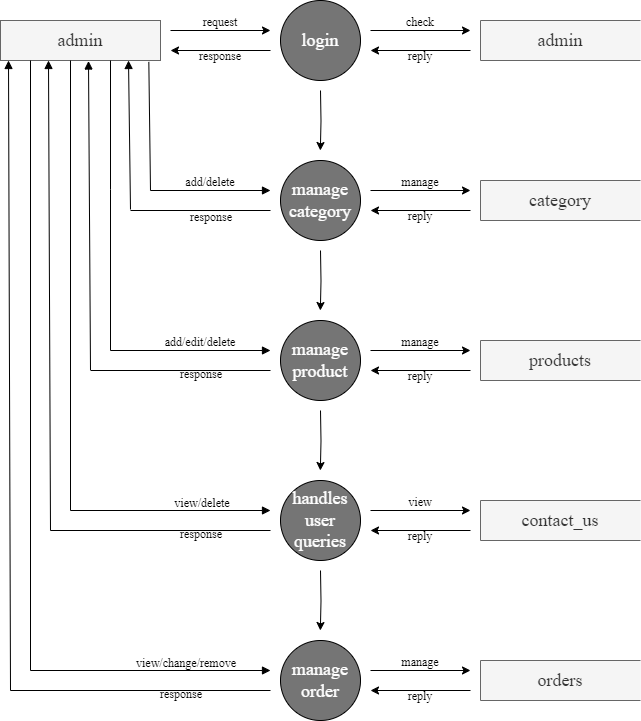 request
check
admin
login
admin
response
reply
add/delete
manage
manage
category
category
response
reply
add/edit/delete
manage
manage
product
products
response
reply
view/delete
handles
user
queries
view
contact_us
response
reply
view/change/remove
manage
manage
order
orders
response
reply